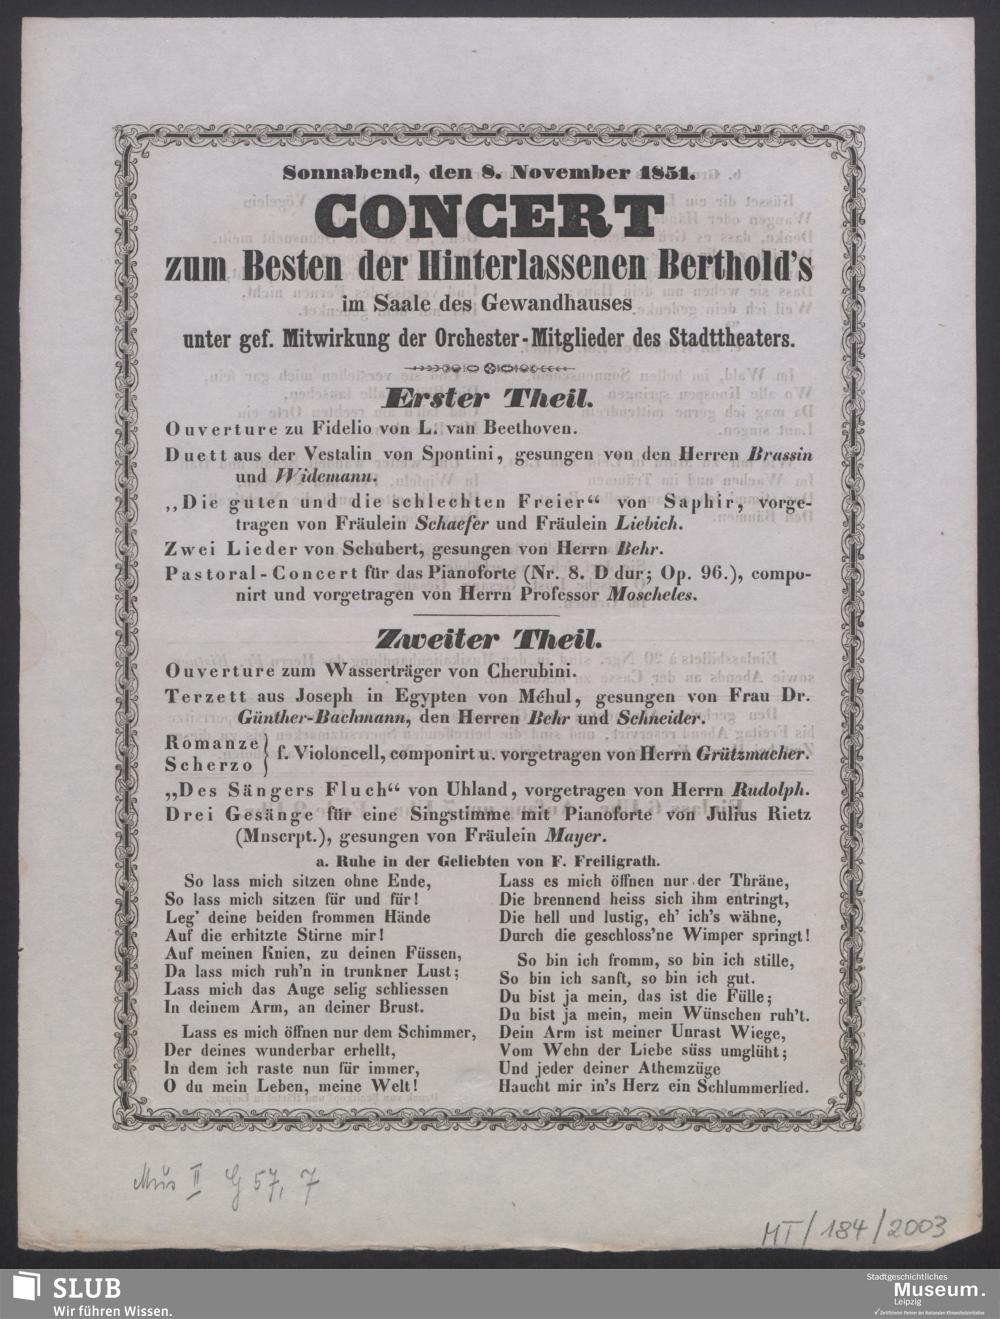 Sonnabend, den 8. November 1851.
CONCERT
zum Besten der Hinterlassenen Berthold's
im Saale des Gewandhauses
unter gef. Mitwirkung der Orchester-Mitglieder des Stadttheaters.
Erster Theil.
Ouverture zu Fidelio von L. van Beethoven.
Duett aus der Vestalin von Spontini, gesungen von den Herren Brassin
und Widemann.
„Die guten und die schlechten Freier“ von Saphir, vorge-
tragen von Fräulein Schaefer und Fräulein Liebich.
Zwei Lieder von Schubert, gesungen von Herrn Behr.
Pastoral-Concert für das Pianoforte (Nr. 8. D dur; Op. 96.), compo-
nirt und vorgetragen von Herrn Professor Moscheles.
Zweiter Theil.
Ouverture zum Wasserträger von Cherubini.
Terzett aus Joseph in Egypten von Méhul, gesungen von Frau Dr.
Günther-Bachmann, den Herren Behr und Schneider.
Romanze
Scherzo } f. Violoncell, componirt u. vorgetragen von Herrn Grützmacher.
„Des Sängers Fluch“ von Uhland, vorgetragen von Herrn Rudolph.
Drei Gesänge für eine Singstimme mit Pianoforte von Julius Rietz
(Mnscrpt.), gesungen von Fräulein Mayer.
a. Ruhe in der Geliebten von F. Freiligrath.
So lass mich sitzen ohne Ende,
So lass mich sitzen für und für!
Leg' deine beiden frommen Hände
Auf die erhitzte Stirne mir!
Auf meinen Knien, zu deinen Füssen,
Da lass mich ruh'n in trunkner Lust;
Lass mich das Auge selig schliessen
In deinem Arm, an deiner Brust.
Lass es mich öffnen nur dem Schimmer,
Der deines wunderbar erhellt,
In dem ich raste nun für immer,
O du mein Leben, meine Welt!
Lass es mich öffnen nur der Thräne,
Die brennend heiss sich ihm entringt,
Die hell und lustig, eh' ich's wähne,
Durch die geschloss'ne Wimper springt!
So bin ich fromm, so bin ich stille,
So bin ich sanft, so bin ich gut.
Du bist ja mein, das ist die Fülle;
Du bist ja mein, mein Wünschen ruh't.
Dein Arm ist meiner Unrast Wiege,
Vom Wehn der Liebe süss umglüht;
Und jeder deiner Athemzüge
Haucht mir in's Herz ein Schlummerlied.
Mus II G 57, 7
MT/184/2003
SLUB
Wir führen Wissen.
Stadtgeschichtliches
Museum.
Leipzig
Zertifizierter Partner der Nationalen Klimaschutzinitiative